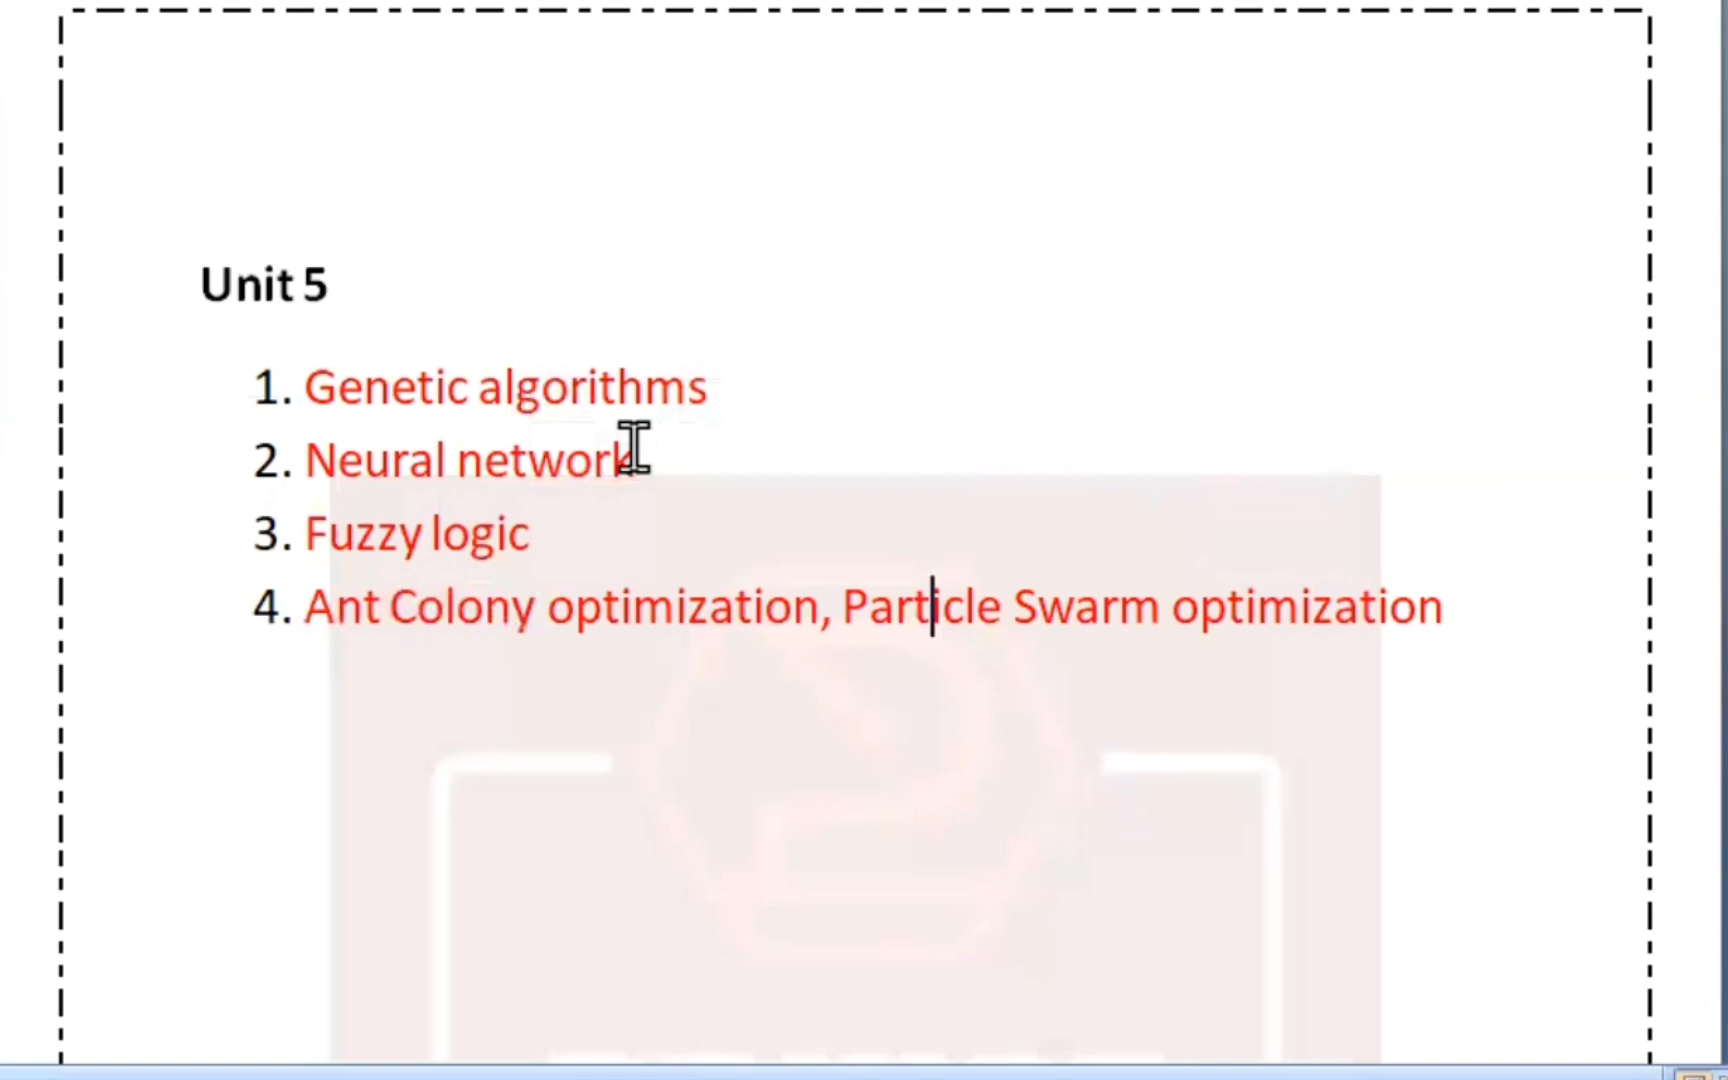 Unit 5
1. Genetic algorithms
2. Neural network
3. Fuzzy logic
4. Ant Colony optimization, Particle Swarm optimization